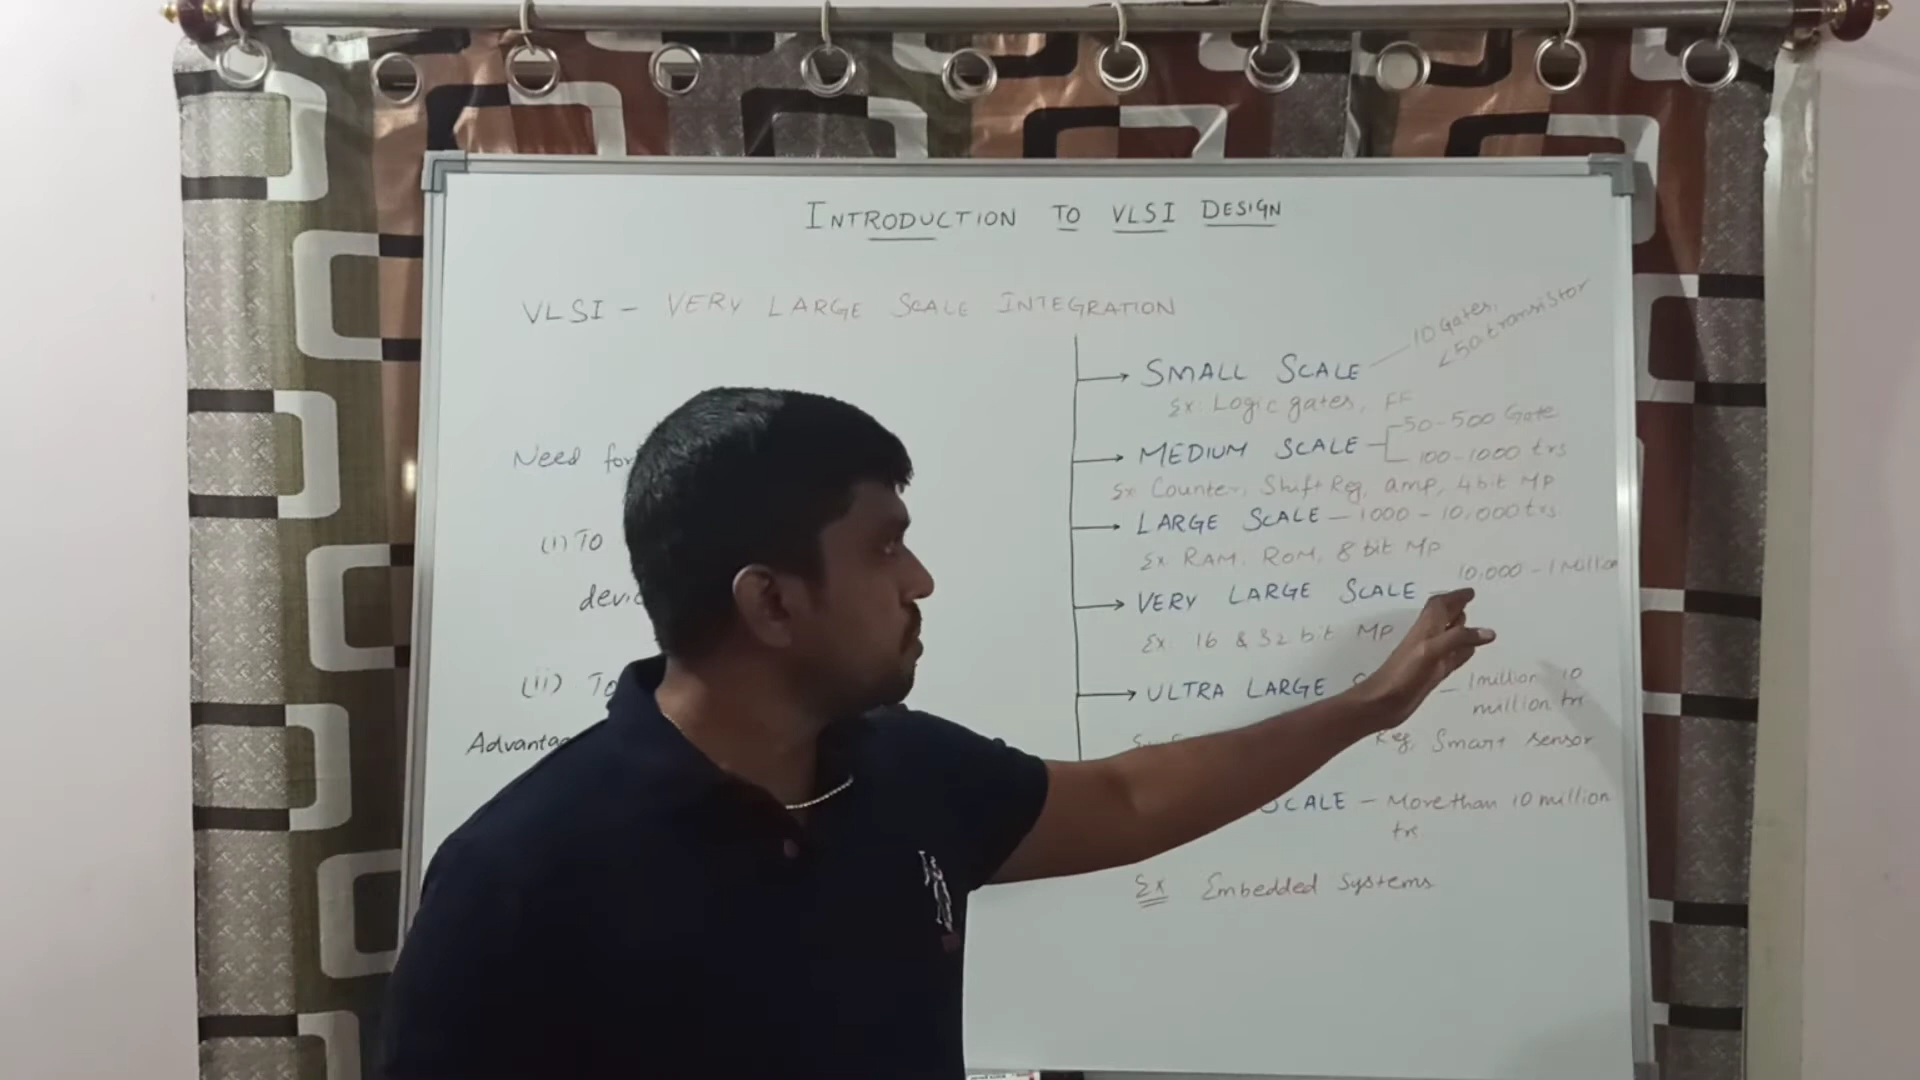 INTRODUCTION TO VLSI DESIGN
VLSI - VERY LARGE SCALE INTEGRATION
SMALL SCALE
10 Gates,
<50 transistor
Ex: Logic gates, FF
MEDIUM SCALE
50-500 Gate
100-1000 trs
Ex Counter, Shift Reg, amp, 4 bit MP
LARGE SCALE - 1000 - 10,000 trs
Ex RAM, ROM, 8 bit MP
VERY LARGE SCALE - 10,000 - 1 Million
Ex. 16 & 32 bit MP
ULTRA LARGE - 1 million 10
million trs
Reg, Smart sensor
SCALE - More than 10 million
trs
Ex Embedded Systems
Need for
(i) TO
(ii) To